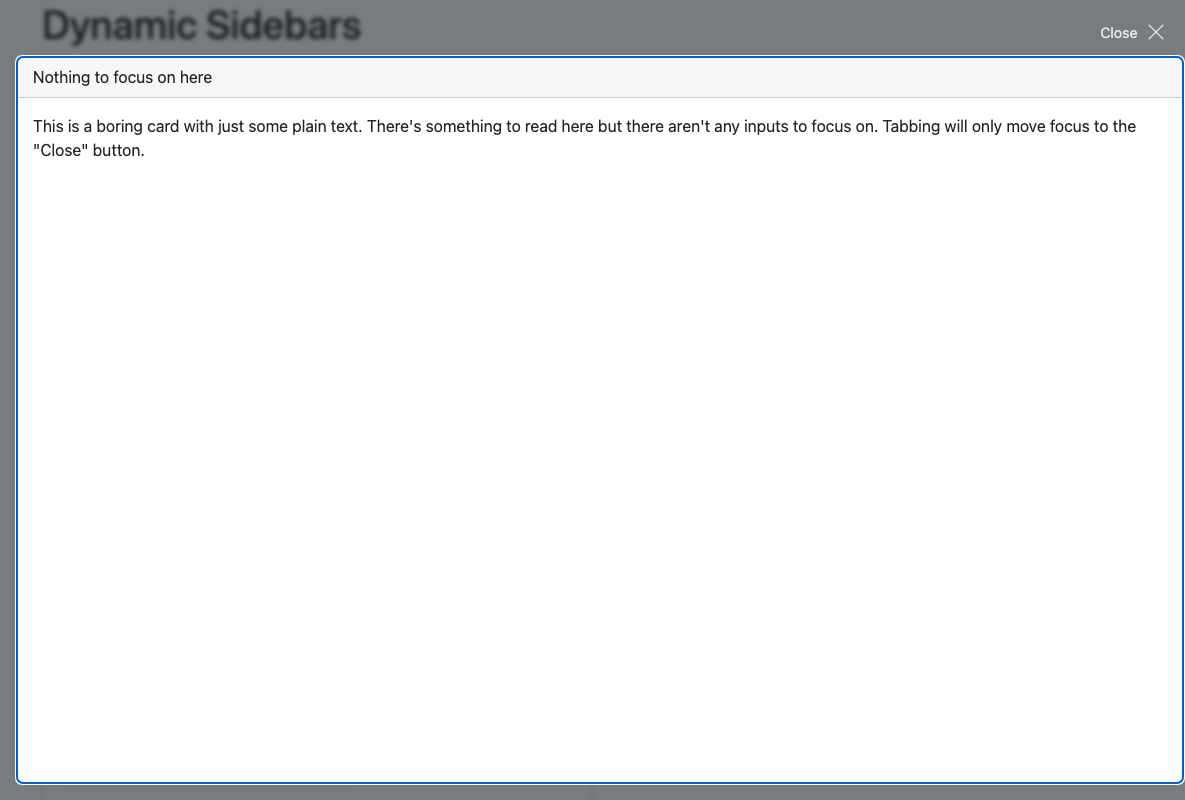 Dynamic Sidebars
Close
Nothing to focus on here
This is a boring card with just some plain text. There's something to read here but there aren't any inputs to focus on. Tabbing will only move focus to the
"Close" button.